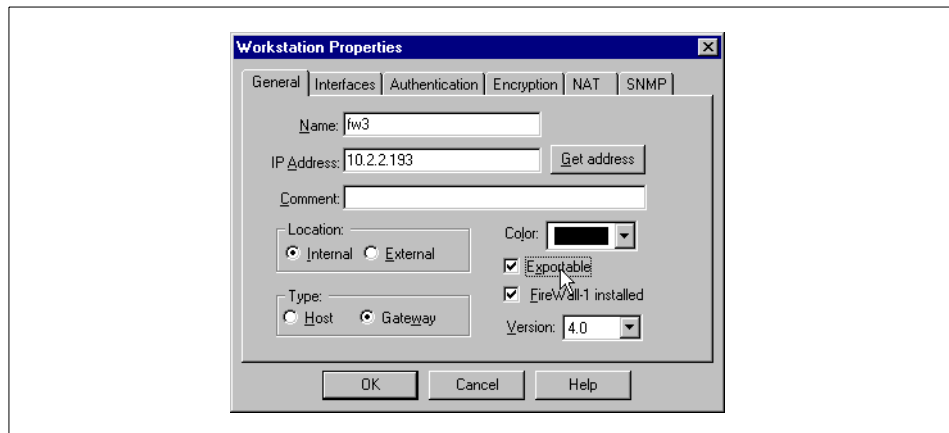 Workstation Properties
General Interfaces Authentication Encryption NAT SNMP
Name: fw3
IP Address: 10.2.2.193 Get address
Comment:
Location:
Internal External
Color:
Exportable
FireWall-1 installed
Type:
Host Gateway
Version: 4.0
OK Cancel Help